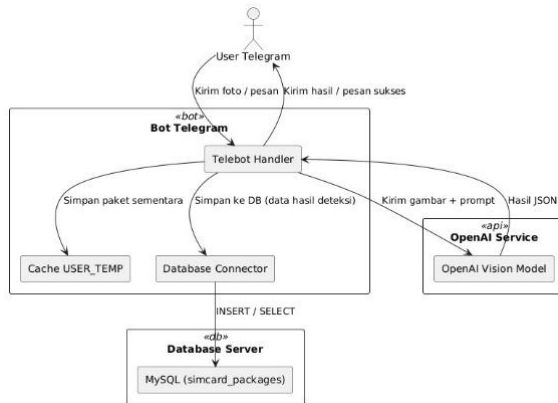 User Telegram
Kirim foto / pesan
Kirim hasil / pesan sukses
«bot»
Bot Telegram
Telebot Handler
Simpan paket sementara
Simpan ke DB (data hasil deteksi)
Kirim gambar + prompt
Hasil JSON
«api»
OpenAI Service
Cache USER_TEMP
Database Connector
OpenAI Vision Model
INSERT / SELECT
«db»
Database Server
MySQL (simcard_packages)